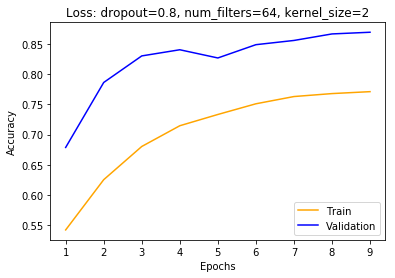 Loss: dropout=0.8, num_filters=64, kernel_size=2
Accuracy
0.85
0.80
0.75
0.70
0.65
0.60
0.55
Train
Validation
1 2 3 4 5 6 7 8 9
Epochs